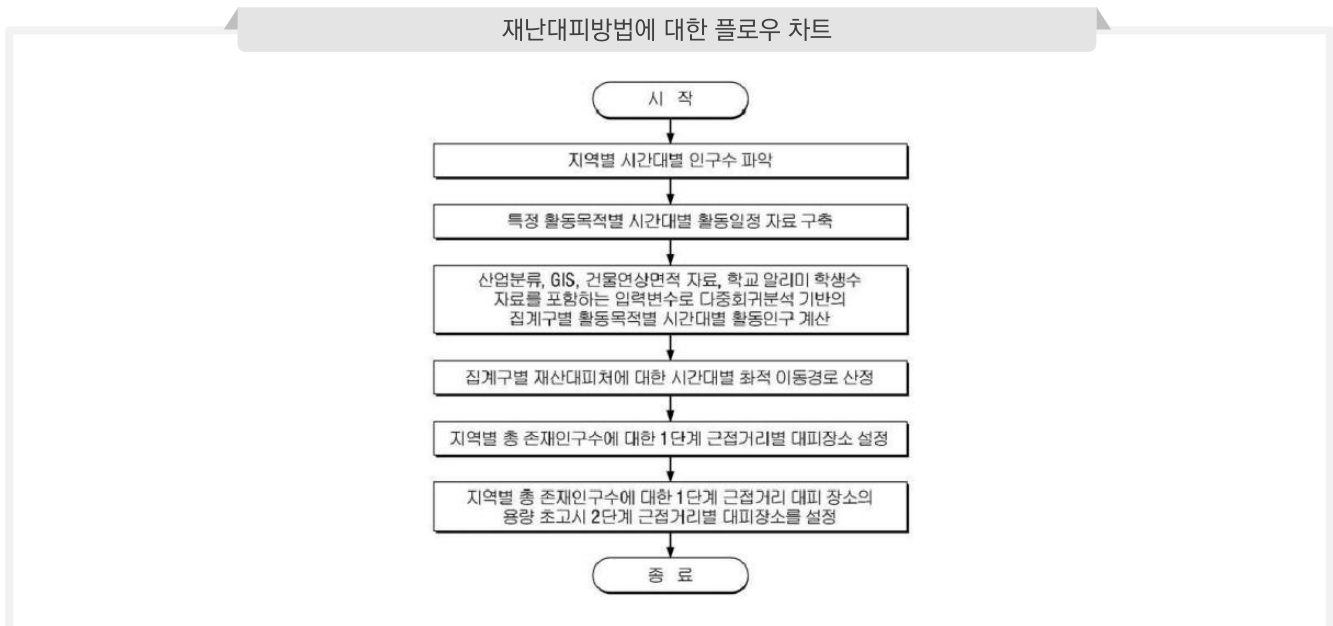 재난대피방법에 대한 플로우 차트
시 작
지역별 시간대별 인구수 파악
특정 활동목적별 시간대별 활동일정 자료 구축
산업분류, GIS, 건물연상면적 자료, 학교 알리미 학생수
자료를 포함하는 입력변수로 다중회귀분석 기반의
집계구별 활동목적별 시간대별 활동인구 계산
집계구별 재산대피처에 대한 시간대별 촤적 이동경로 산정
지역별 총 존재인구수에 대한 1단계 근접거리별 대피장소 설정
지역별 총 존재인구수에 대한 1단계 근접거리 대피 장소의
용량 초고시 2단계 근접거리별 대피장소를 설정
종 료